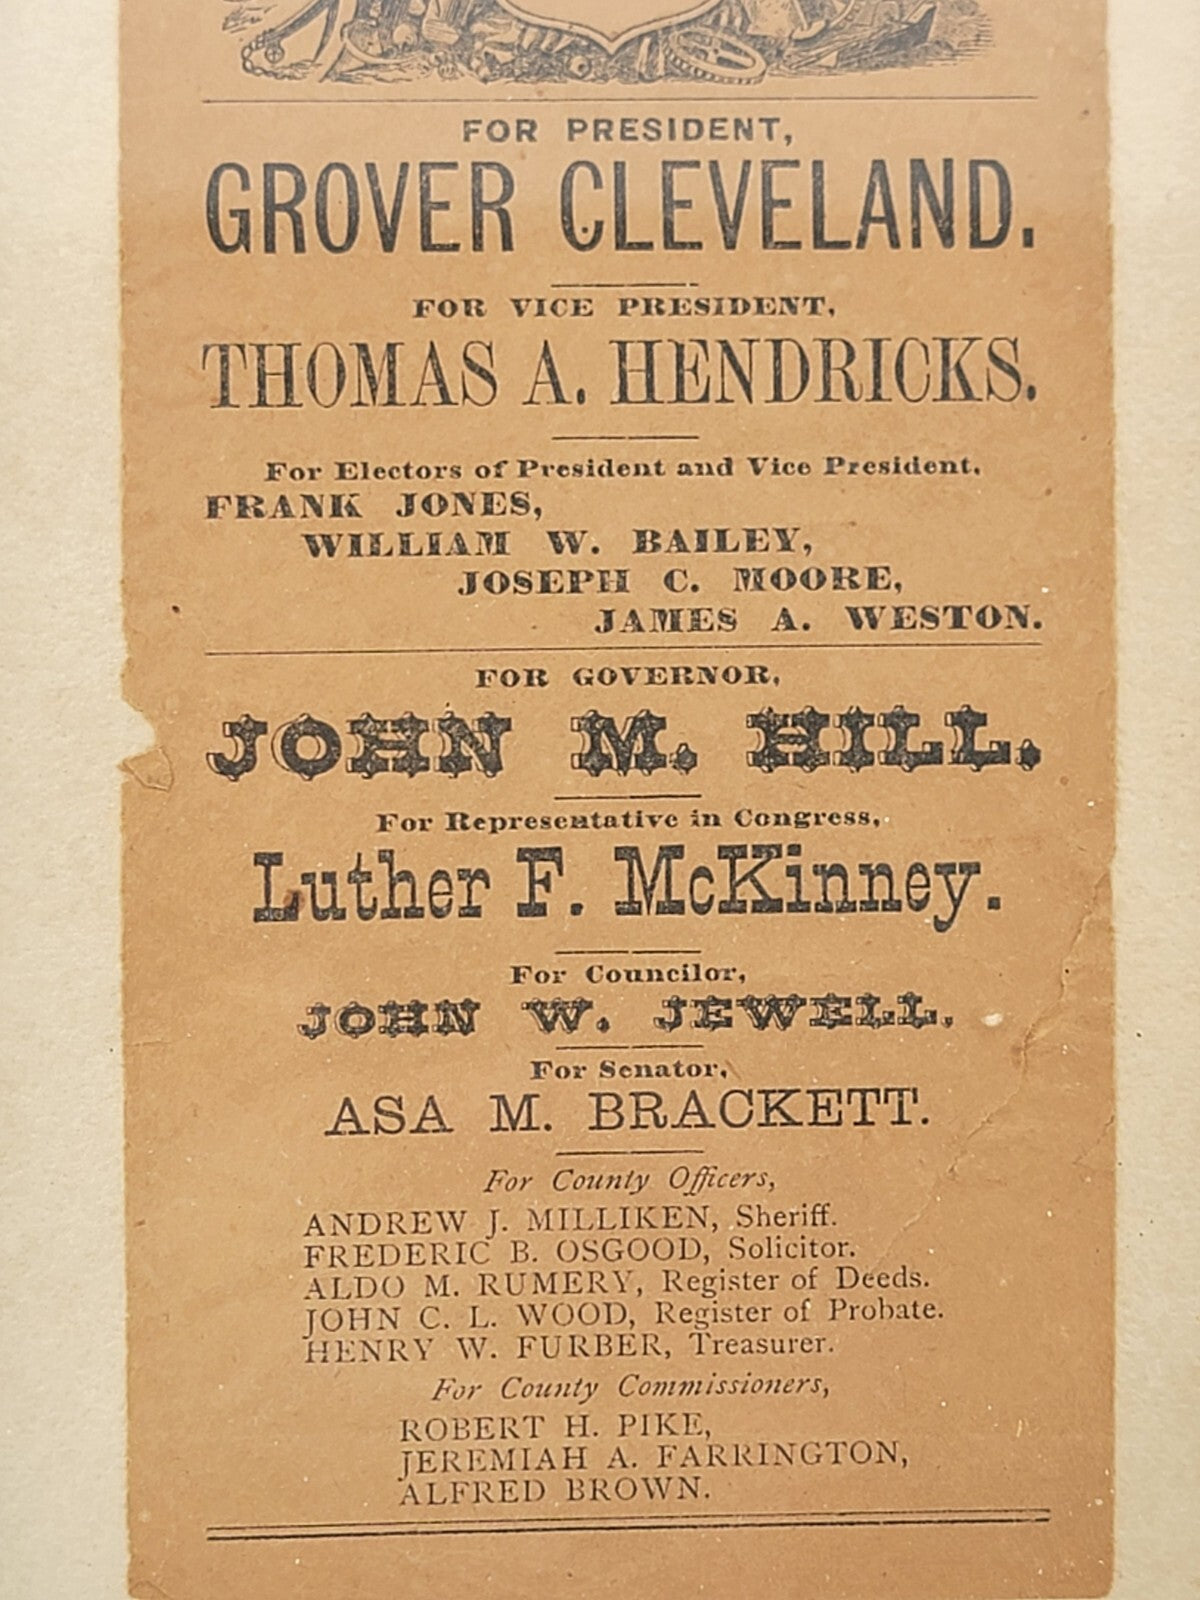 FOR PRESIDENT,
GROVER CLEVELAND.
FOR VICE PRESIDENT,
THOMAS A. HENDRICKS.
For Electors of President and Vice President,
FRANK JONES,
WILLIAM W. BAILEY,
JOSEPH C. MOORE,
JAMES A. WESTON.
FOR GOVERNOR,
JOHN M. HILL.
For Representative in Congress,
Luther F. McKinney.
For Councilor,
JOHN W. JEWELL.
For Senator,
ASA M. BRACKETT.
For County Officers,
ANDREW J. MILLIKEN, Sheriff.
FREDERIC B. OSGOOD, Solicitor.
ALDO M. RUMERY, Register of Deeds.
JOHN C. L. WOOD, Register of Probate.
HENRY W. FURBER, Treasurer.
For County Commissioners,
ROBERT H. PIKE,
JEREMIAH A. FARRINGTON,
ALFRED BROWN.